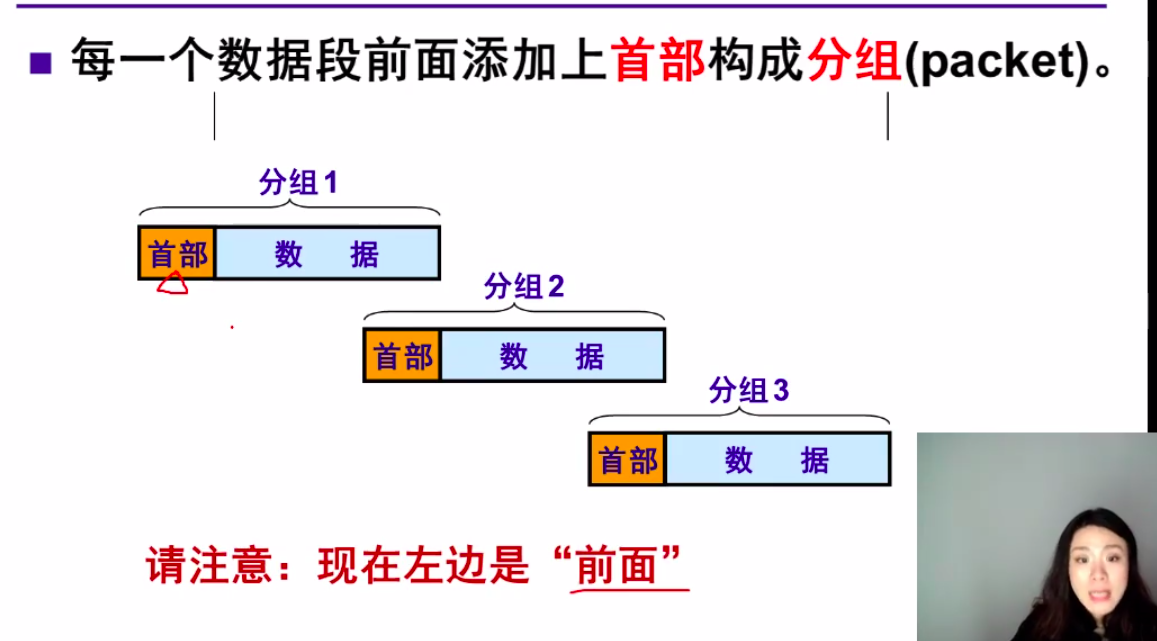 每一个数据段前面添加上首部构成分组(packet)。
分组1
首部 数 据
分组2
首部 数 据
分组3
首部 数 据
请注意：现在左边是“前面”